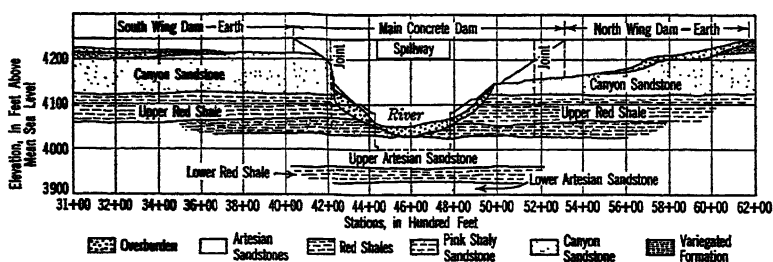 South Wing Dam–Earth
Main Concrete Dam
North Wing Dam–Earth
Elevation, in Feet Above
Mean Sea Level
4200
4100
4000
3900
Joint
Spillway
Joint
Canyon Sandstone
Canyon Sandstone
River
Upper Red Shale
Upper Red Shale
Upper Artesian Sandstone
Lower Red Shale
Lower Artesian Sandstone
31+00 32+00 34+00 36+00 38+00 40+00 42+00 44+00 46+00 48+00 50+00 52+00 54+00 56+00 58+00 60+00 62+00
Stations, in Hundred Feet
Overburden
Artesian
Sandstones
Red Shales
Pink Shaly
Sandstone
Canyon
Sandstone
Variegated
Formation